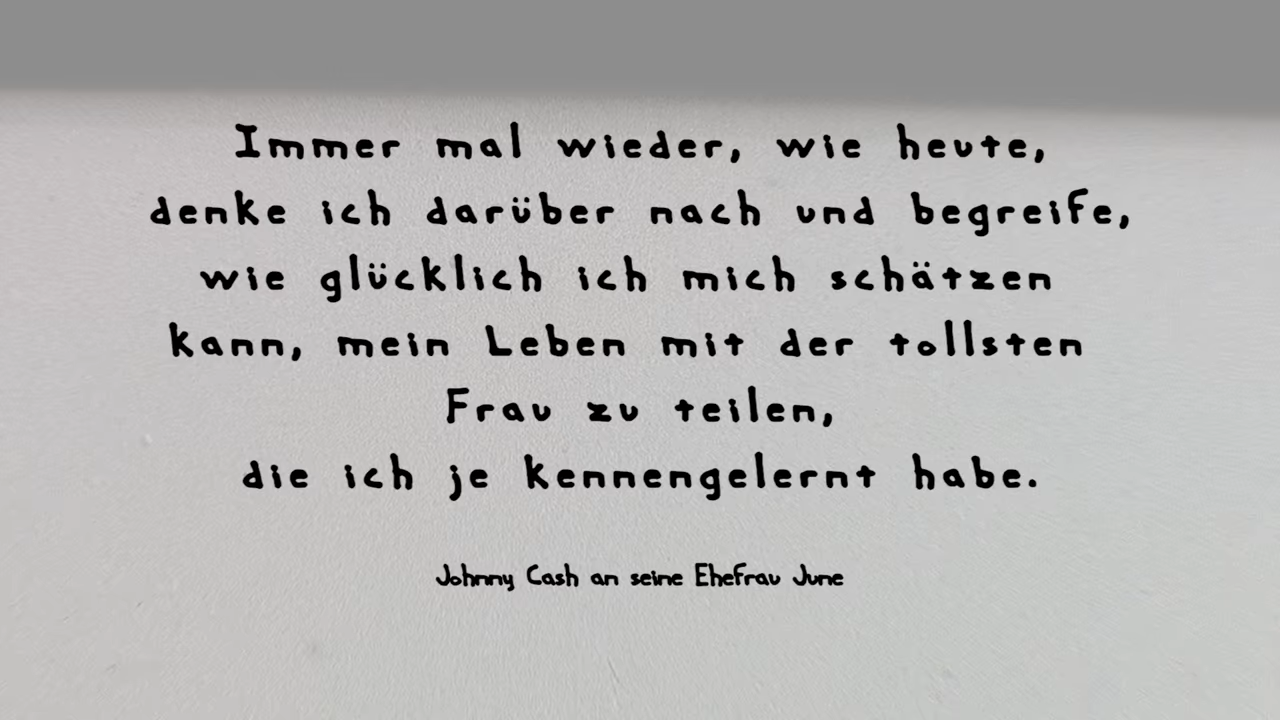 Immer mal wieder, wie heute,
denke ich darüber nach und begreife,
wie glücklich ich mich schätzen
kann, mein Leben mit der tollsten
Frau zu teilen,
die ich je kennengelernt habe.
Johnny Cash an seine Ehefrau June